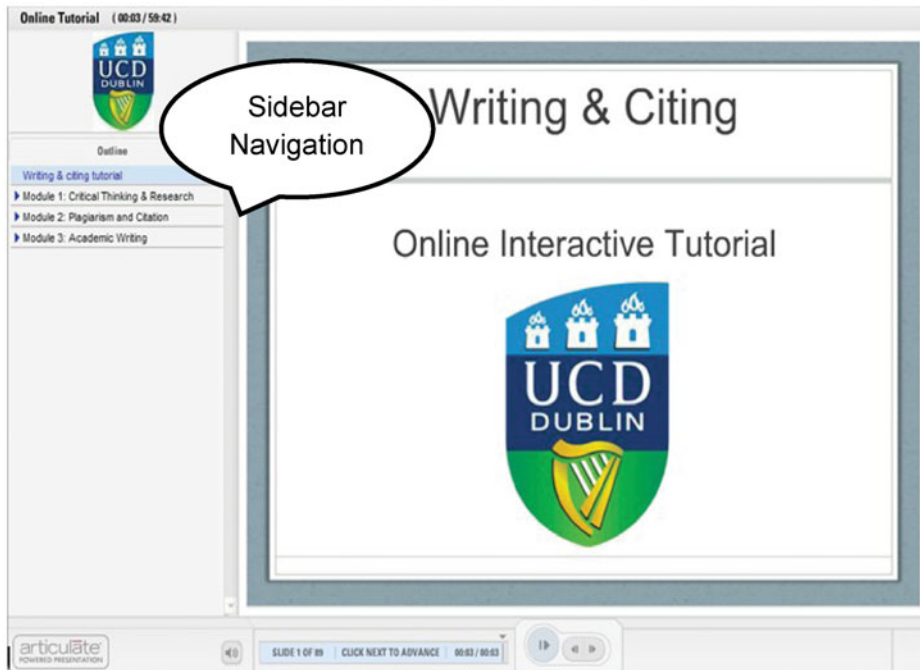 Online Tutorial ( 00:03 / 59:42 )
UCD
DUBLIN
Outline
Writing & citing tutorial
Module 1: Critical Thinking & Research
Module 2: Plagiarism and Citation
Module 3: Academic Writing
Sidebar
Navigation
Writing & Citing
Online Interactive Tutorial
UCD
DUBLIN
articulate
POWERED PRESENTATION
SLIDE 1 OF 89 CLICK NEXT TO ADVANCE 00:03 / 00:03